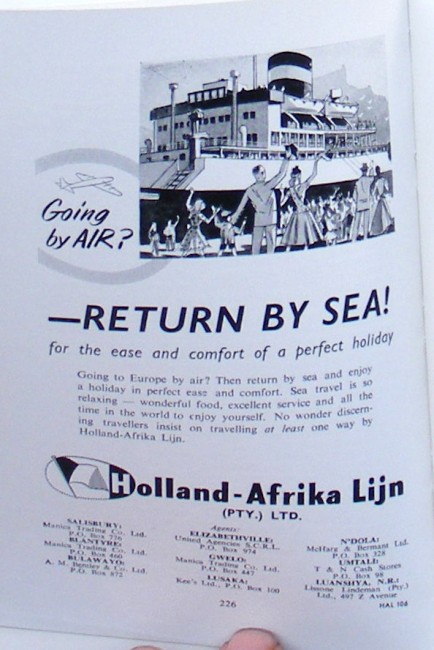 Going
by AIR?
—RETURN BY SEA!
for the ease and comfort of a perfect holiday
Going to Europe by air? Then return by sea and enjoy
a holiday in perfect ease and comfort. Sea travel is so
relaxing — wonderful food, excellent service and all the
time in the world to enjoy yourself. No wonder discern-
ing travellers insist on travelling at least one way by
Holland-Afrika Lijn.
Holland-Afrika Lijn
(PTY.) LTD.
Agents:
SALISBURY:
Manica Trading Co. Ltd.
P.O. Box 776
BLANTYRE:
Manica Trading Co. Ltd.
P.O. Box 460
BULAWAYO:
A. M. Bernier & Co. Ltd.
P.O. Box 872
ELIZABETHVILLE:
United Agencies S.C.R.L.
P.O. Box 974
GWELO:
Manica Trading Co. Ltd.
P.O. Box 447
LUSAKA:
Kee's Ltd., P.O. Box 100
N'DOLA:
McHarg & Bermant Ltd.
P.O. Box 328
UMTALI:
T & N Cash Stores
P.O. Box 98
LUANSHYA, N.R.:
Lindeman (Pty.)
Ltd., 497 Z Avenue
226
HAL 106